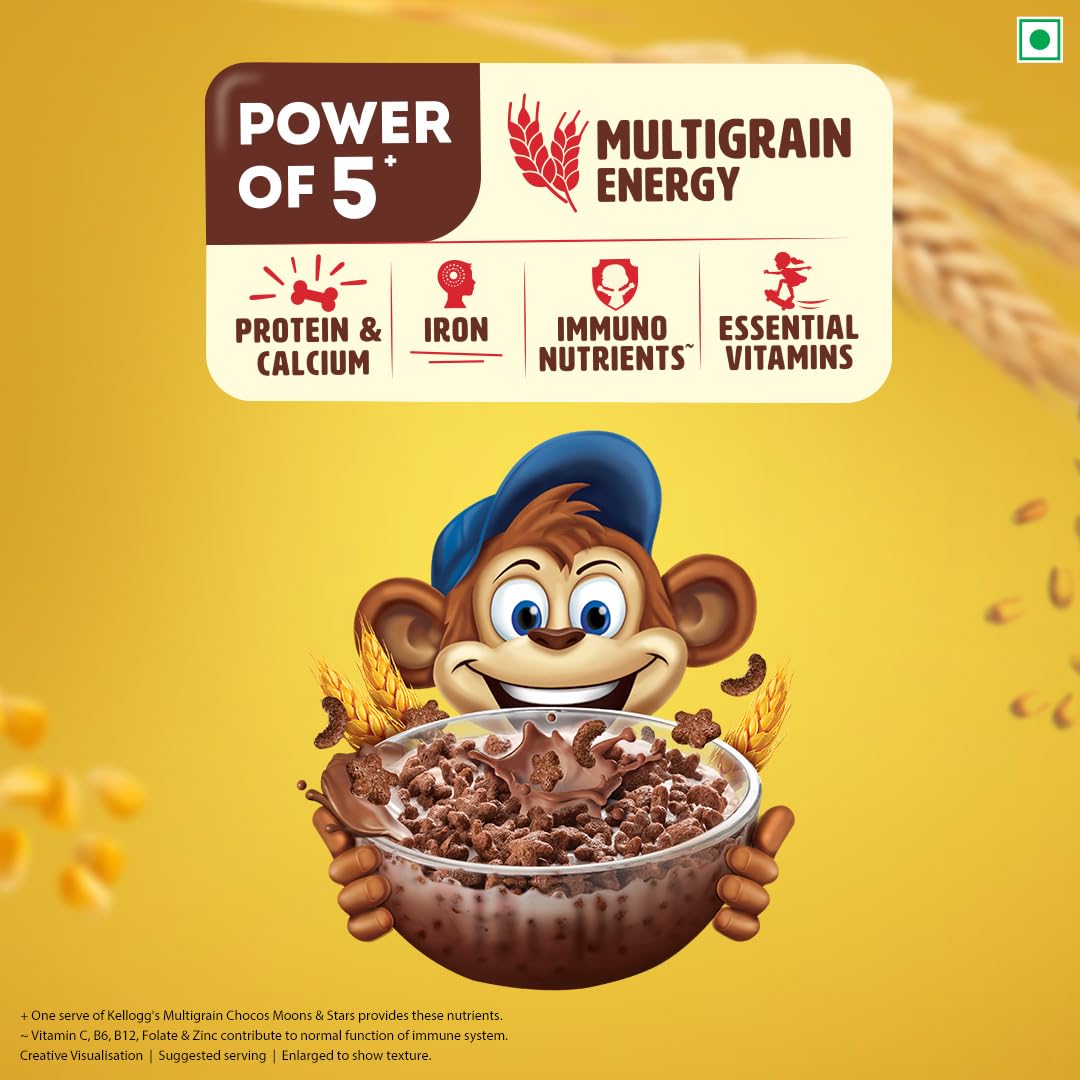 POWER
OF 5+
MULTIGRAIN
ENERGY
PROTEIN &
CALCIUM
IRON
IMMUNO
NUTRIENTS~
ESSENTIAL
VITAMINS
+ One serve of Kellogg's Multigrain Chocos Moons & Stars provides these nutrients.
~ Vitamin C, B6, B12, Folate & Zinc contribute to normal function of immune system.
Creative Visualisation | Suggested serving | Enlarged to show texture.